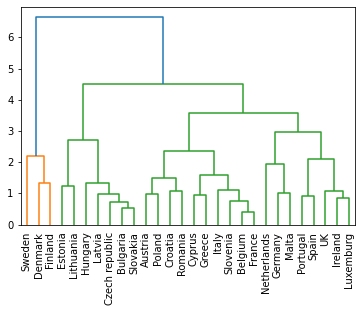 6
5
4
3
2
1
0
Sweden
Denmark
Finland
Estonia
Lithuania
Hungary
Latvia
Czech republic
Bulgaria
Slovakia
Austria
Poland
Croatia
Romania
Cyprus
Greece
Italy
Slovenia
Belgium
France
Netherlands
Germany
Malta
Portugal
Spain
UK
Ireland
Luxemburg